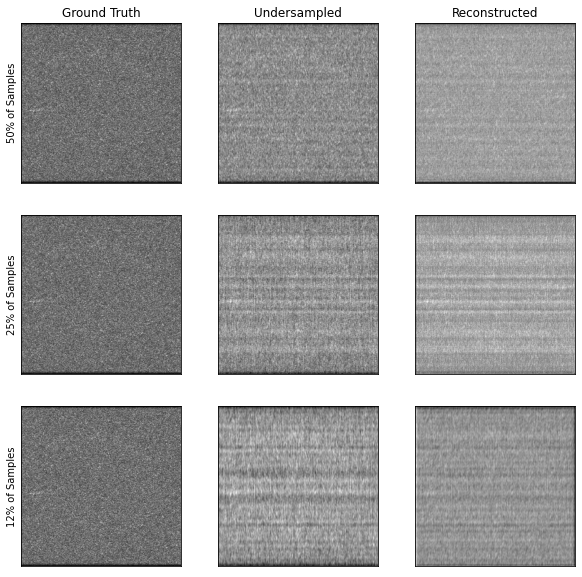 Ground Truth
Undersampled
Reconstructed
50% of Samples
25% of Samples
12% of Samples